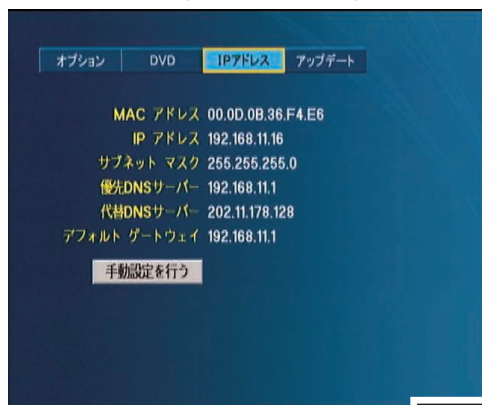 オプション DVD IPアドレス アップデート
MAC アドレス 00.0D.0B.36.F4.E6
IP アドレス 192.168.11.16
サブネット マスク 255.255.255.0
優先DNSサーバー 192.168.11.1
代替DNSサーバー 202.11.178.128
デフォルト ゲートウェイ 192.168.11.1
手動設定を行う